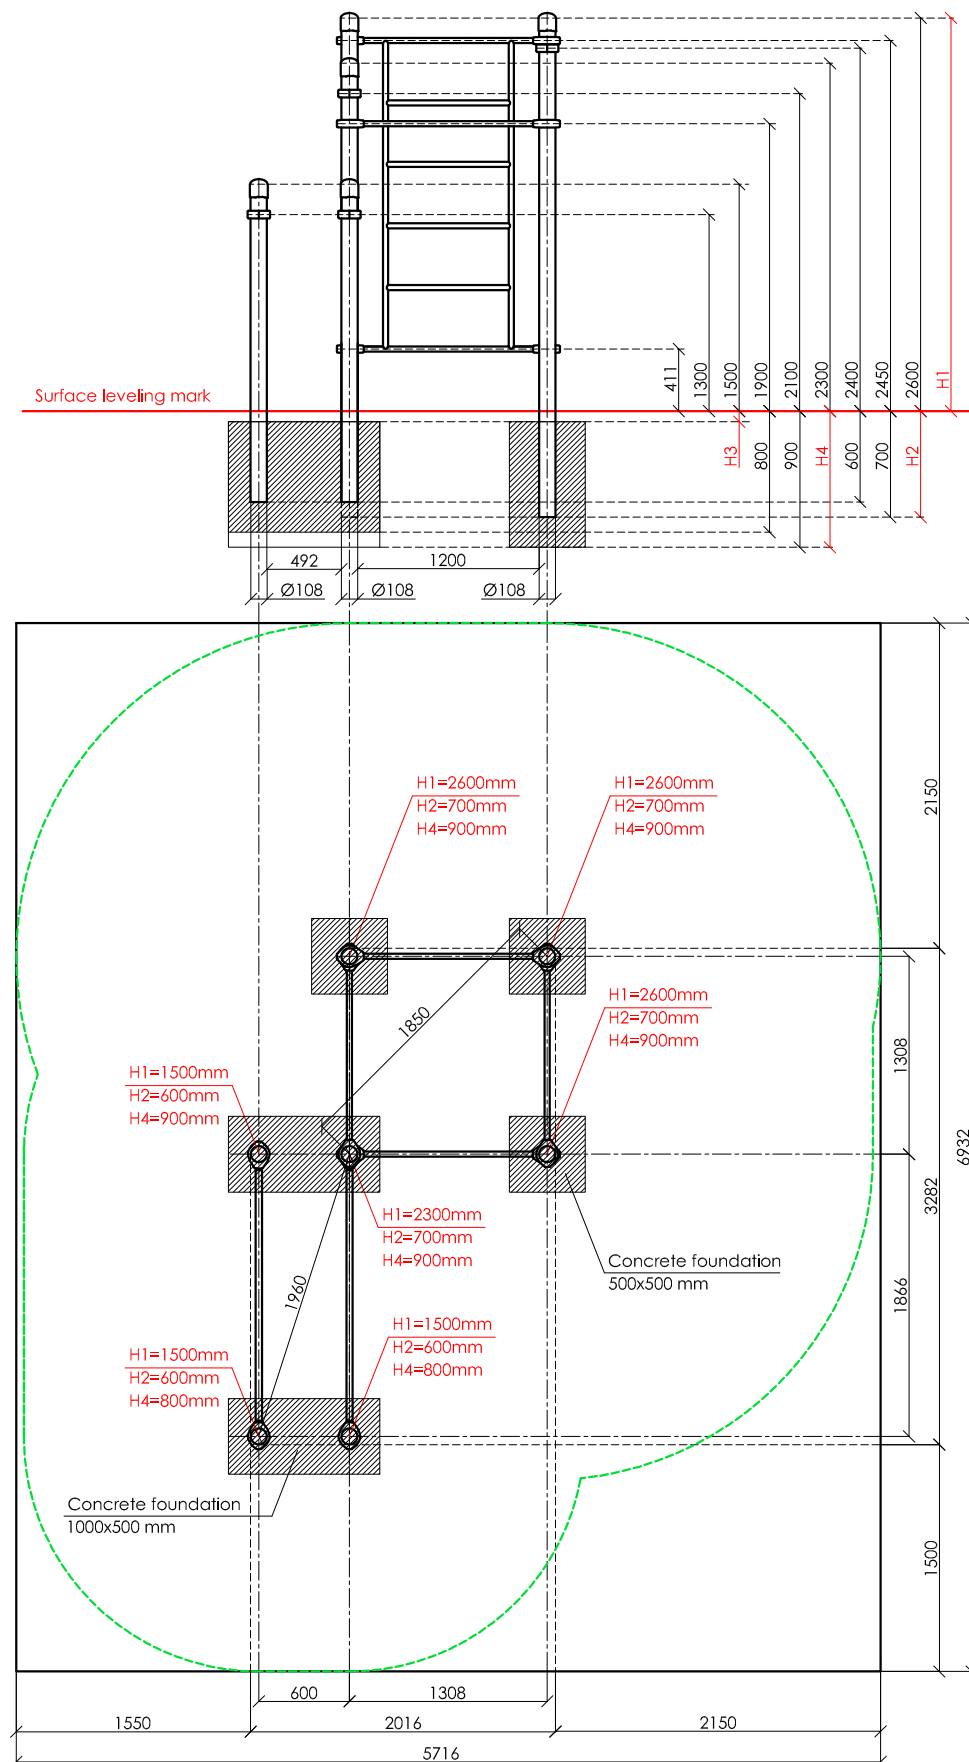 Surface leveling mark
411
1300
1500
1900
2100
2300
2400
2450
2600
H1
H3
800
900
H4
600
700
H2
492
1200
Ø108
Ø108
Ø108
H1=2600mm
H2=700mm
H4=900mm
H1=2600mm
H2=700mm
H4=900mm
2150
1850
H1=2600mm
H2=700mm
H4=900mm
1308
H1=1500mm
H2=600mm
H4=900mm
6932
3282
H1=2300mm
H2=700mm
H4=900mm
Concrete foundation
500x500 mm
1960
1866
H1=1500mm
H2=600mm
H4=800mm
H1=1500mm
H2=600mm
H4=800mm
Concrete foundation
1000x500 mm
1500
600
1308
1550
2016
2150
5716